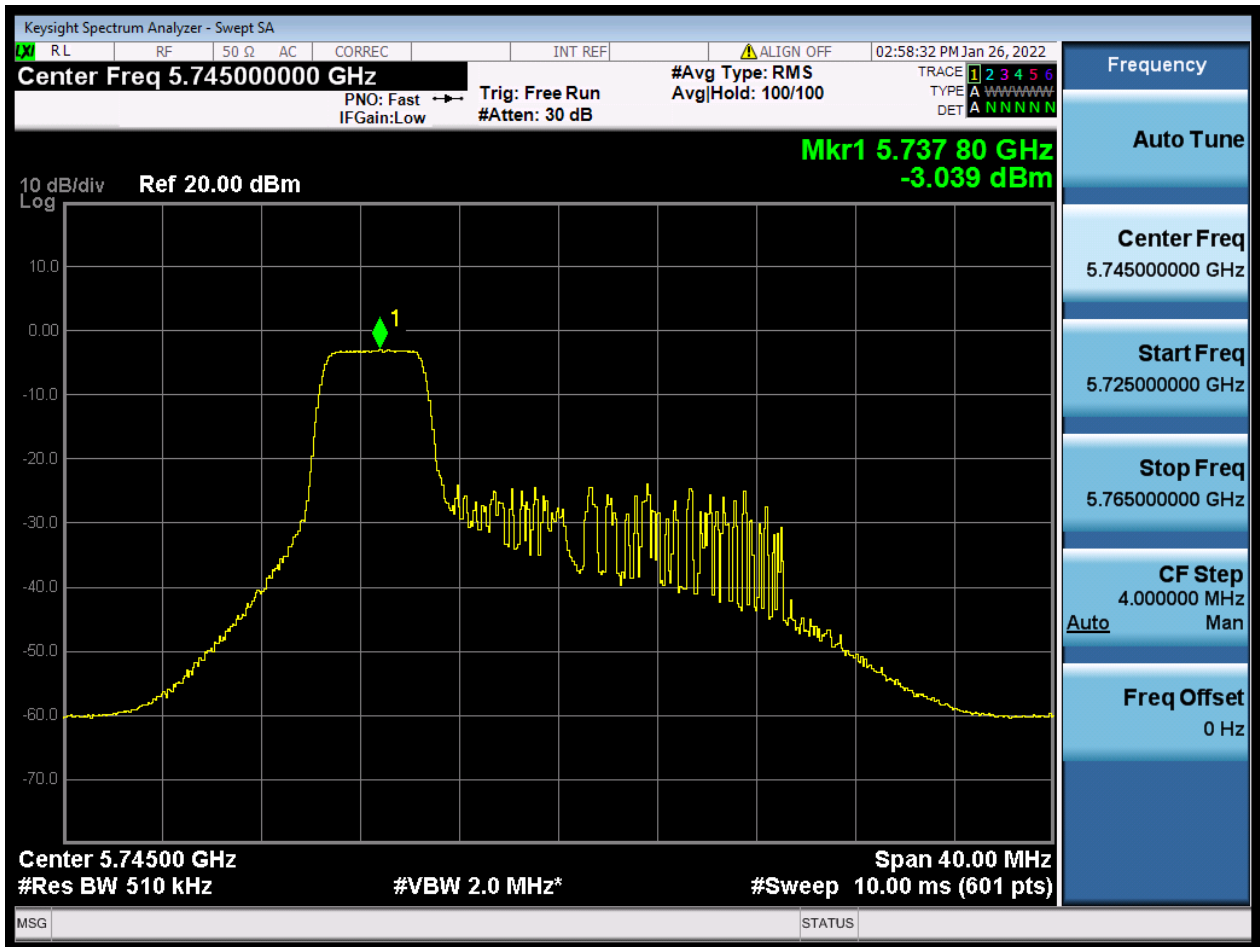 Keysight Spectrum Analyzer - Swept SA
LXI RL RF 50 Ω AC CORREC INT REF ALIGN OFF 02:58:32 PM Jan 26, 2022
Center Freq 5.745000000 GHz
#Avg Type: RMS
TRACE 1 2 3 4 5 6
PNO: Fast
Trig: Free Run
Avg|Hold: 100/100
TYPE A WWWWW
IFGain:Low
#Atten: 30 dB
DET A N N N N N
Mkr1 5.737 80 GHz
-3.039 dBm
10 dB/div Ref 20.00 dBm
Log
10.0
1
0.00
-10.0
-20.0
-30.0
-40.0
-50.0
-60.0
-70.0
Center 5.74500 GHz Span 40.00 MHz
#Res BW 510 kHz #VBW 2.0 MHz* #Sweep 10.00 ms (601 pts)
MSG STATUS
Frequency
Auto Tune
Center Freq
5.745000000 GHz
Start Freq
5.725000000 GHz
Stop Freq
5.765000000 GHz
CF Step
4.000000 MHz
Auto Man
Freq Offset
0 Hz